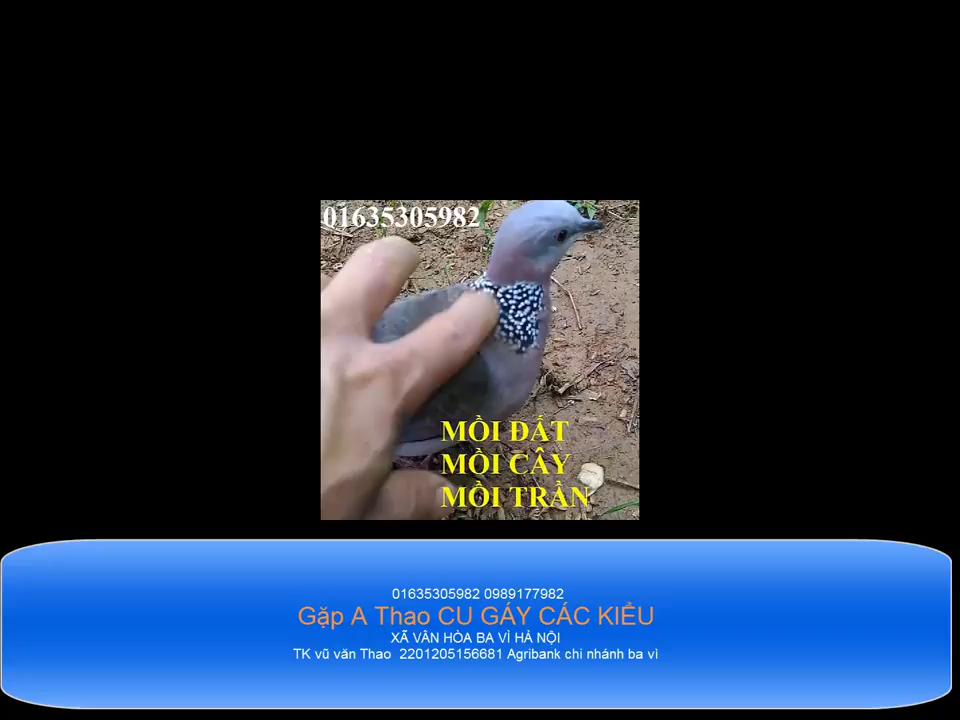 01635305982
MỒI ĐẤT
MỒI CÂY
MỒI TRẦN
01635305982 0989177982
Gặp A Thao CU GÁY CÁC KIỂU
XÃ VÂN HÒA BA VÌ HÀ NỘI
TK vũ văn Thao 2201205156681 Agribank chi nhánh ba vì